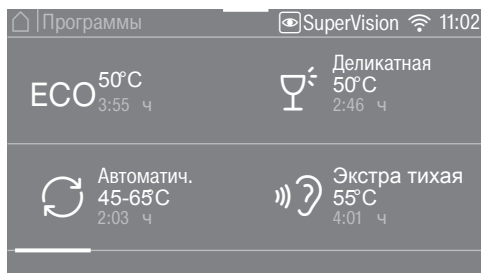 Программы
SuperVision 11:02
ECO 50°C
3:55 ч
Деликатная
50°C
2:46 ч
Автоматич.
45-65°C
2:03 ч
Экстра тихая
55°C
4:01 ч